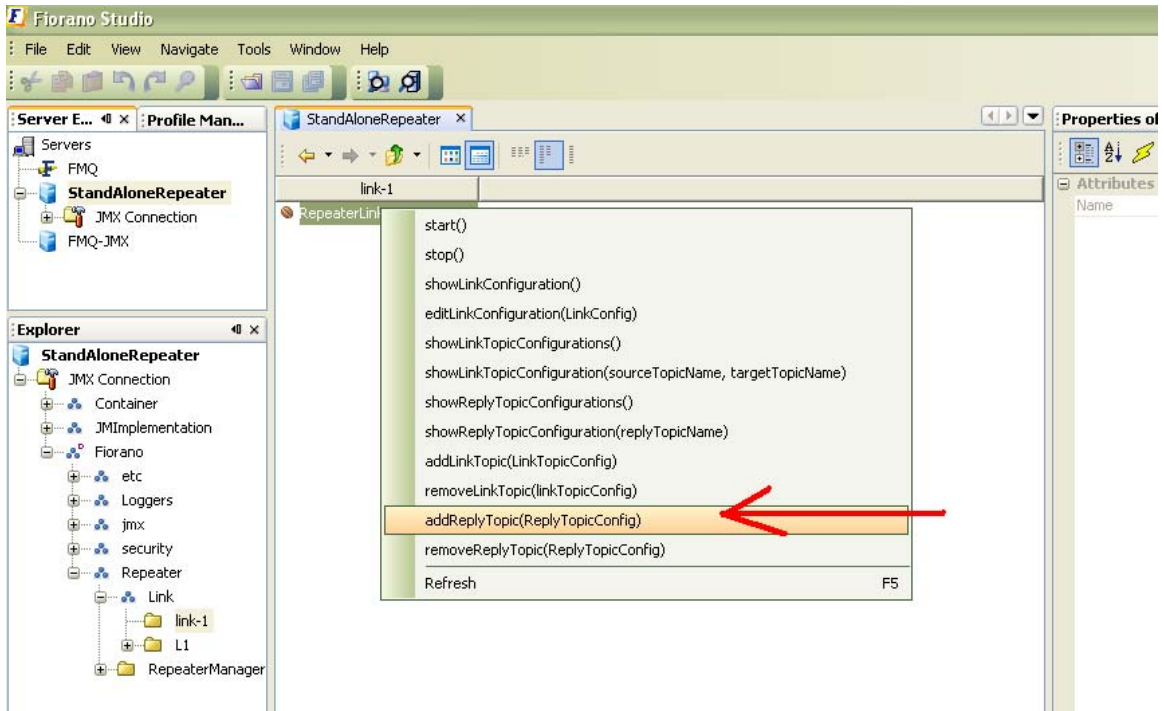 Fiorano Studio
File Edit View Navigate Tools Window Help
Server E... Profile Man...
Servers
FMQ
StandAloneRepeater
JMX Connection
FMQ-JMX
Explorer
StandAloneRepeater
JMX Connection
Container
JMImplementation
Fiorano
etc
Loggers
jmx
security
Repeater
Link
link-1
L1
RepeaterManager
StandAloneRepeater
link-1
RepeaterLink
start()
stop()
showLinkConfiguration()
editLinkConfiguration(LinkConfig)
showLinkTopicConfigurations()
showLinkTopicConfiguration(sourceTopicName, targetTopicName)
showReplyTopicConfigurations()
showReplyTopicConfiguration(replyTopicName)
addLinkTopic(LinkTopicConfig)
removeLinkTopic(linkTopicConfig)
addReplyTopic(ReplyTopicConfig)
removeReplyTopic(ReplyTopicConfig)
Refresh F5
Properties of
Attributes
Name